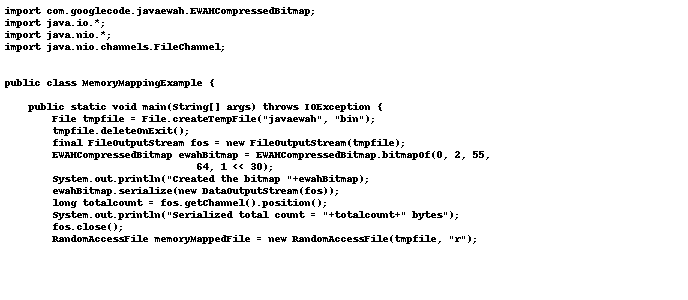 import com.googlecode.javaewah.EWAHCompressedBitmap;
import java.io.*;
import java.nio.*;
import java.nio.channels.FileChannel;
public class MemoryMappingExample {
public static void main(String[] args) throws IOException {
File tmpfile = File.createTempFile("javaewah", "bin");
tmpfile.deleteOnExit();
final FileOutputStream fos = new FileOutputStream(tmpfile);
EWAHCompressedBitmap ewahBitmap = EWAHCompressedBitmap.bitmapOf(0, 2, 55,
64, 1 << 30);
System.out.println("Created the bitmap "+ewahBitmap);
ewahBitmap.serialize(new DataOutputStream(fos));
long totalcount = fos.getChannel().position();
System.out.println("Serialized total count = "+totalcount+" bytes");
fos.close();
RandomAccessFile memoryMappedFile = new RandomAccessFile(tmpfile, "r");